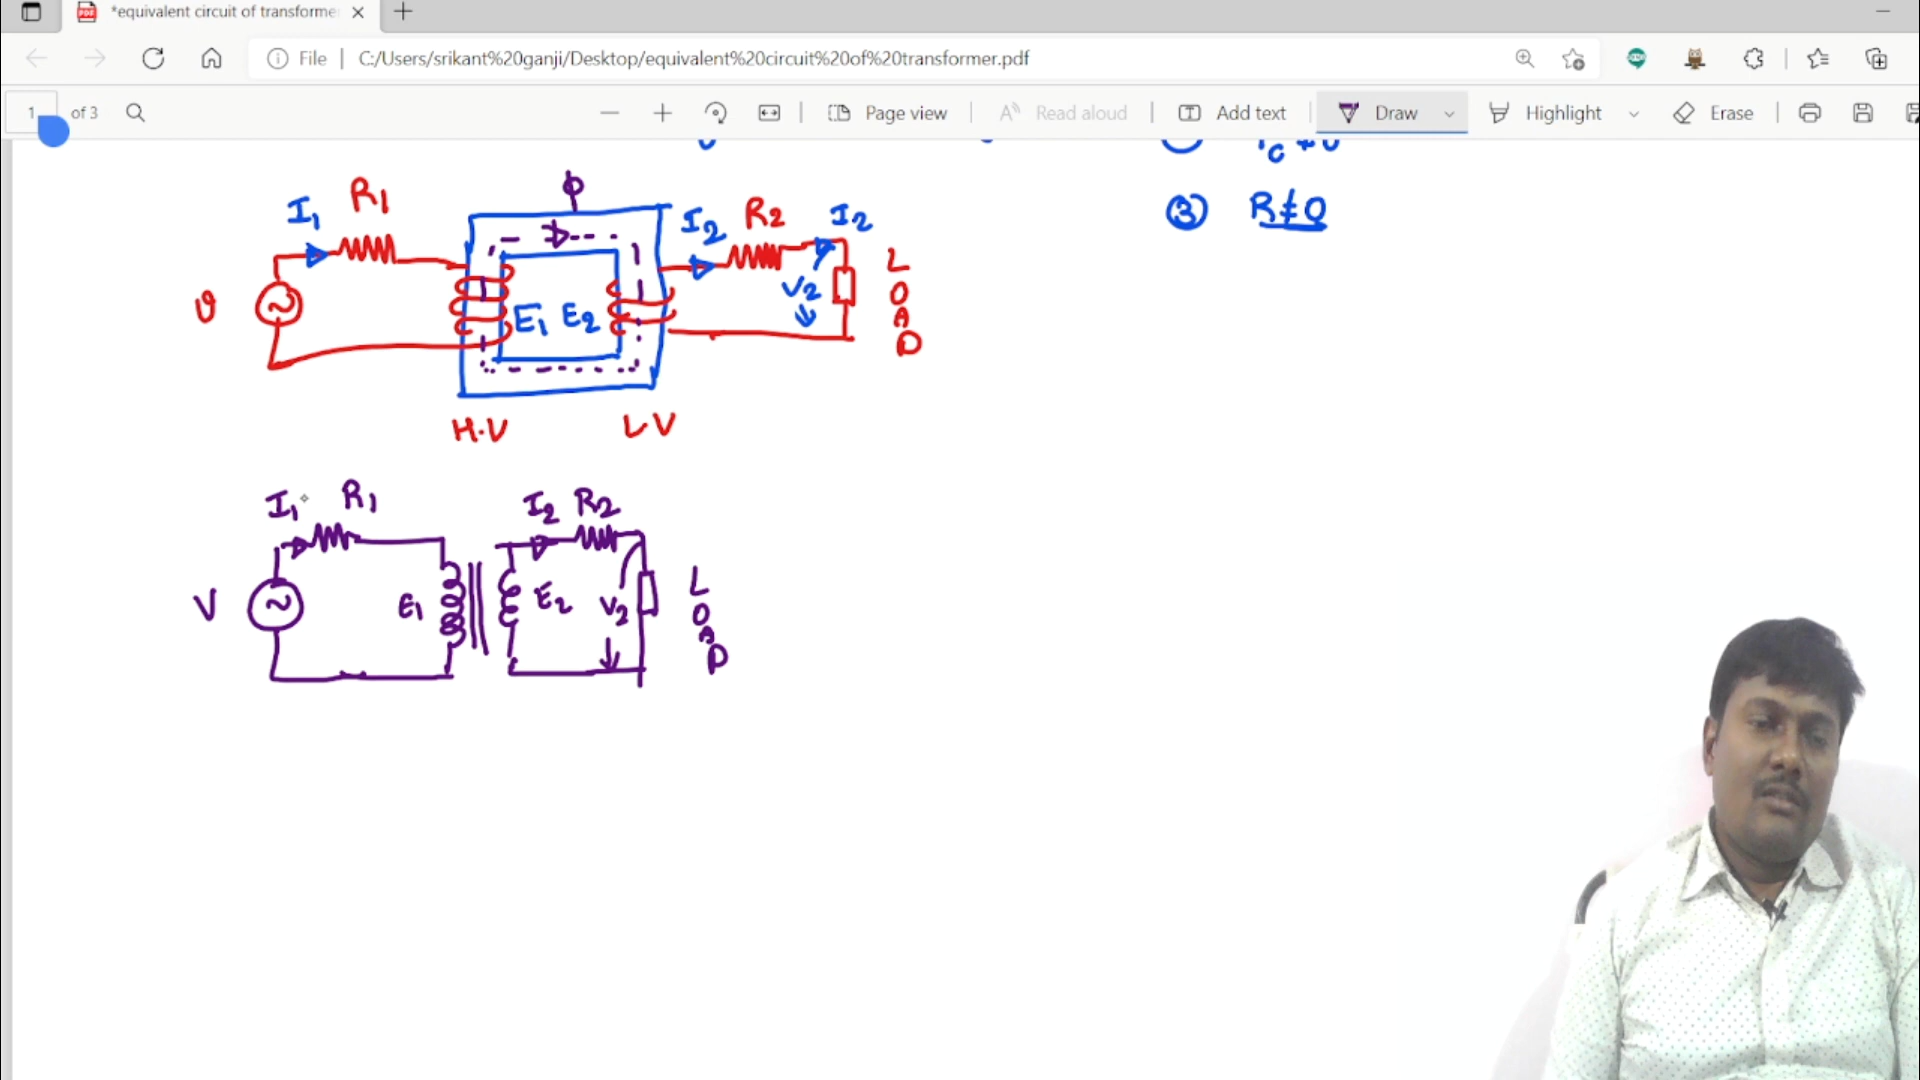 *equivalent circuit of transforme
File | C:/Users/srikant%20ganji/Desktop/equivalent%20circuit%20of%20transformer.pdf
1 of 3
Page view
Read aloud
Add text
Draw
Highlight
Erase
③ R≠0
ϕ
I1 R1
I2 R2 I2
V2
E1 E2
LOAD
H.V LV
I1 R1
I2 R2
V E1 E2 V2
LOAD